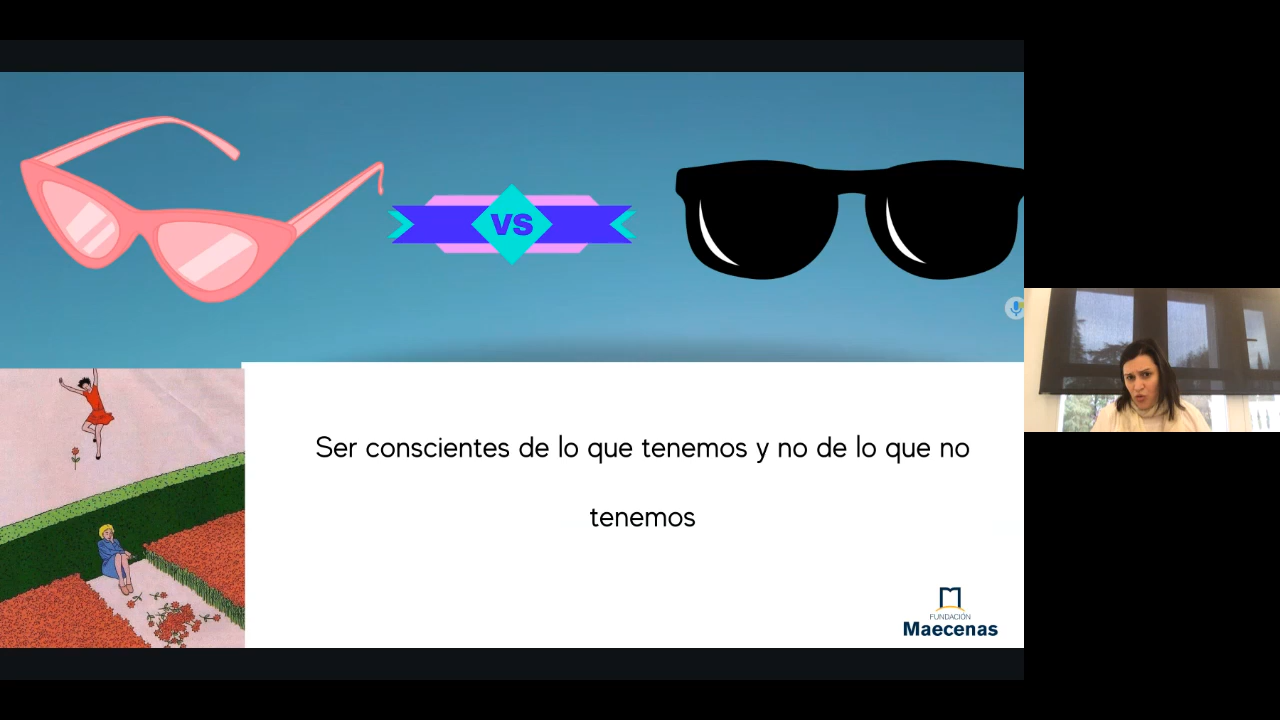 VS
Ser conscientes de lo que tenemos y no de lo que no
tenemos
FUNDACIÓN
Maecenas